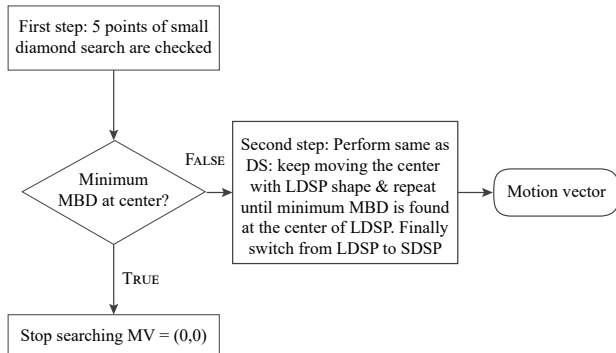 First step: 5 points of small
diamond search are checked
Minimum
MBD at center?
FALSE
Second step: Perform same as
DS: keep moving the center
with LDSP shape & repeat
until minimum MBD is found
at the center of LDSP. Finally
switch from LDSP to SDSP
Motion vector
TRUE
Stop searching MV = (0,0)